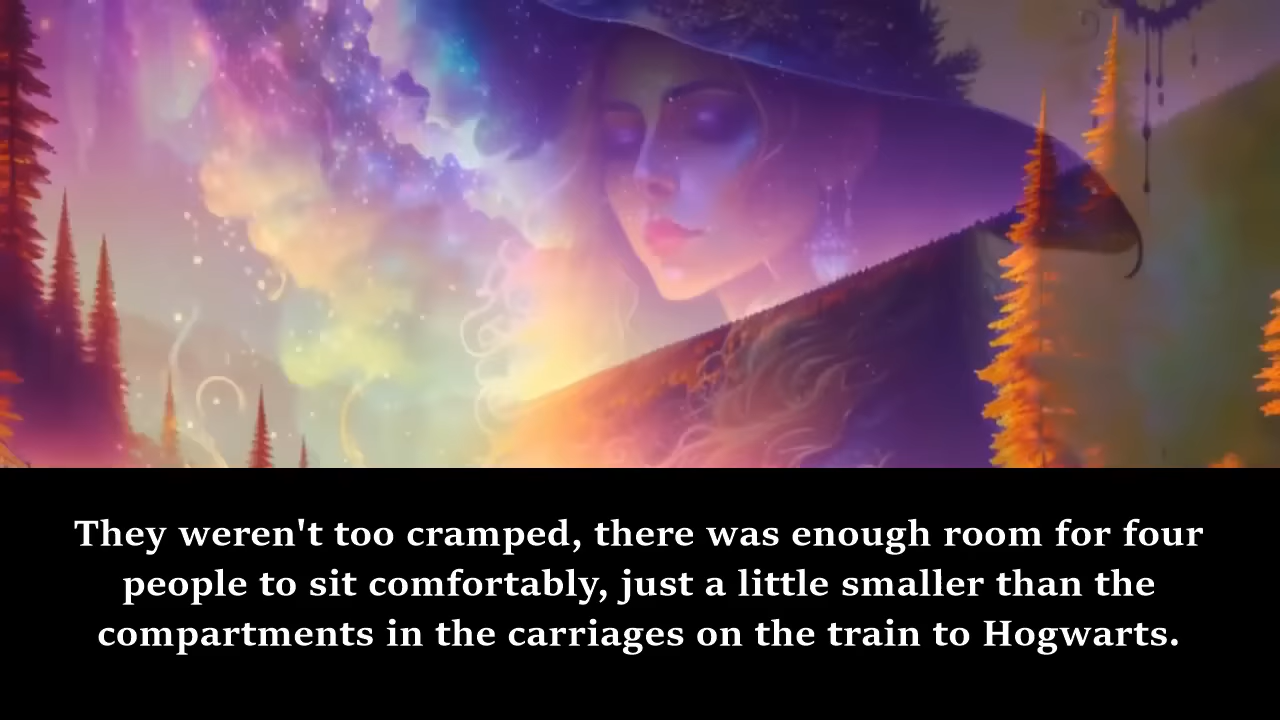 They weren't too cramped, there was enough room for four
people to sit comfortably, just a little smaller than the
compartments in the carriages on the train to Hogwarts.